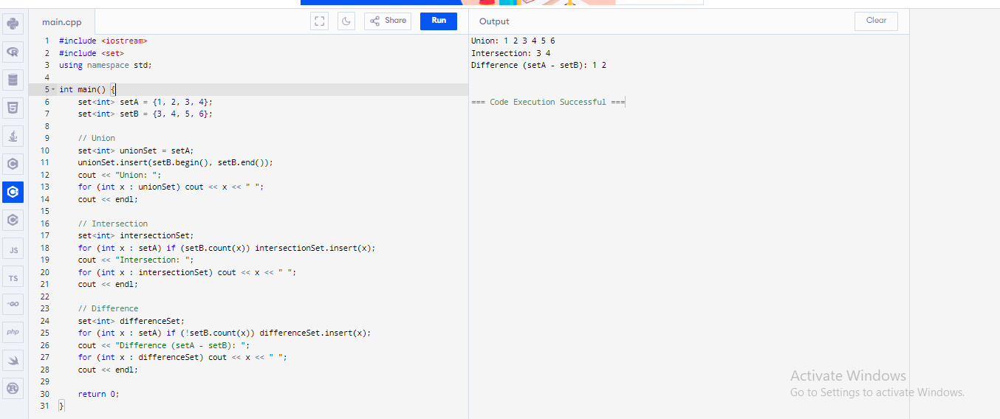 main.cpp
Share
Run
Output
Clear
1 #include <iostream>
2 #include <set>
3 using namespace std;
4
5 int main() {
6 set<int> setA = {1, 2, 3, 4};
7 set<int> setB = {3, 4, 5, 6};
8
9 // Union
10 set<int> unionSet = setA;
11 unionSet.insert(setB.begin(), setB.end());
12 cout << "Union: ";
13 for (int x : unionSet) cout << x << " ";
14 cout << endl;
15
16 // Intersection
17 set<int> intersectionSet;
18 for (int x : setA) if (setB.count(x)) intersectionSet.insert(x);
19 cout << "Intersection: ";
20 for (int x : intersectionSet) cout << x << " ";
21 cout << endl;
22
23 // Difference
24 set<int> differenceSet;
25 for (int x : setA) if (!setB.count(x)) differenceSet.insert(x);
26 cout << "Difference (setA - setB): ";
27 for (int x : differenceSet) cout << x << " ";
28 cout << endl;
29
30 return 0;
31 }
Union: 1 2 3 4 5 6
Intersection: 3 4
Difference (setA - setB): 1 2
=== Code Execution Successful ===
JS
TS
GO
php
Activate Windows
Go to Settings to activate Windows.